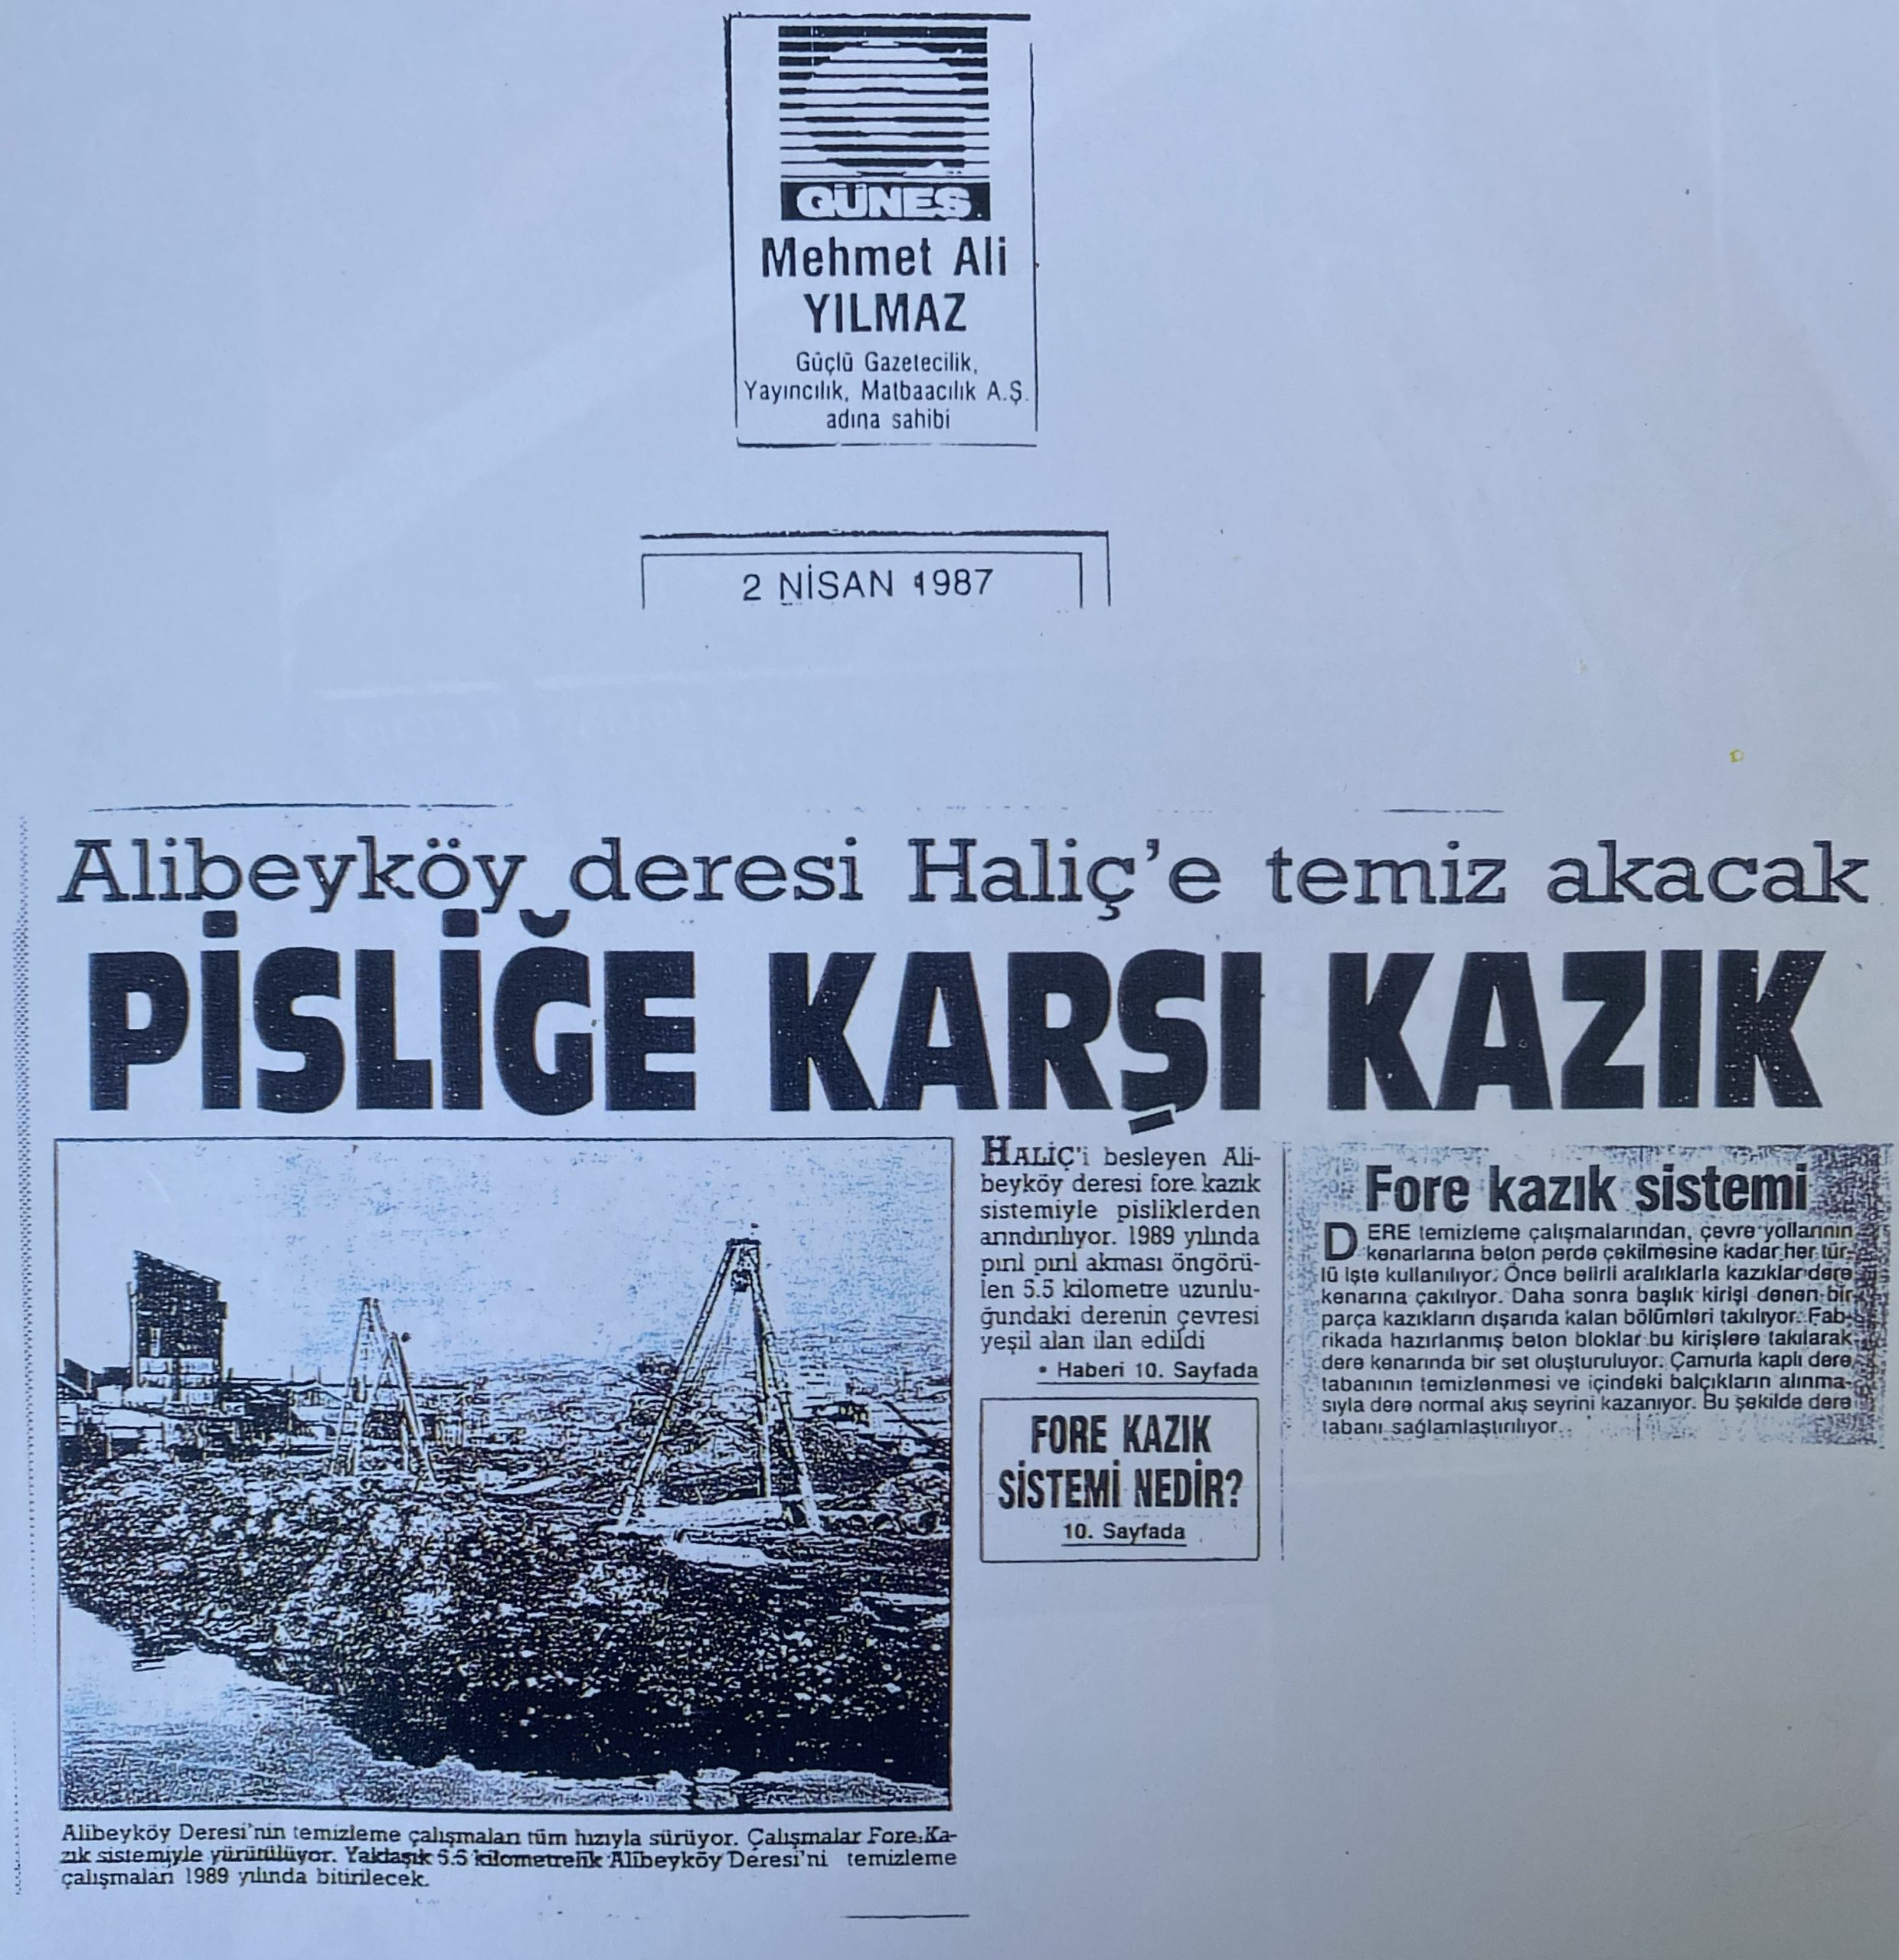 GÜNEŞ
Mehmet Ali
YILMAZ
Güçlü Gazetecilik,
Yayıncılık, Matbaacılık A.Ş.
adına sahibi
2 NİSAN 1987
Alibeyköy deresi Haliç'e temiz akacak
PİSLİĞE KARŞI KAZIK
HALİÇ'i besleyen Ali-
beyköy deresi fore kazık
sistemiyle pisliklerden
arındırılıyor. 1989 yılında
pırıl pırıl akması öngörü-
len 5.5 kilometre uzunlu-
ğundaki derenin çevresi
yeşil alan ilan edildi
• Haberi 10. Sayfada
FORE KAZIK
SİSTEMİ NEDİR?
10. Sayfada
Fore kazık sistemi
DERE temizleme çalışmalarından, çevre yollarının
kenarlarına beton perde çekilmesine kadar her tür-
lü işte kullanılıyor. Önce belirli aralıklarla kazıklar dere
kenarına çakılıyor. Daha sonra başlık kirişi denen bir
parça kazıkların dışarıda kalan bölümleri takılıyor. Fab-
rikada hazırlanmış beton bloklar bu kirişlere takılarak
dere kenarında bir set oluşturuluyor. Çamurla kaplı dere
tabanının temizlenmesi ve içindeki balçıkların alınma-
sıyla dere normal akış seyrini kazanıyor. Bu şekilde dere
tabanı sağlamlaştırılıyor.
Alibeyköy Deresi'nin temizleme çalışmaları tüm hızıyla sürüyor. Çalışmalar Fore Ka-
zık sistemiyle yürütülüyor. Yaklaşık 5.5 kilometrelik Alibeyköy Deresi'ni temizleme
çalışmaları 1989 yılında bitirilecek.